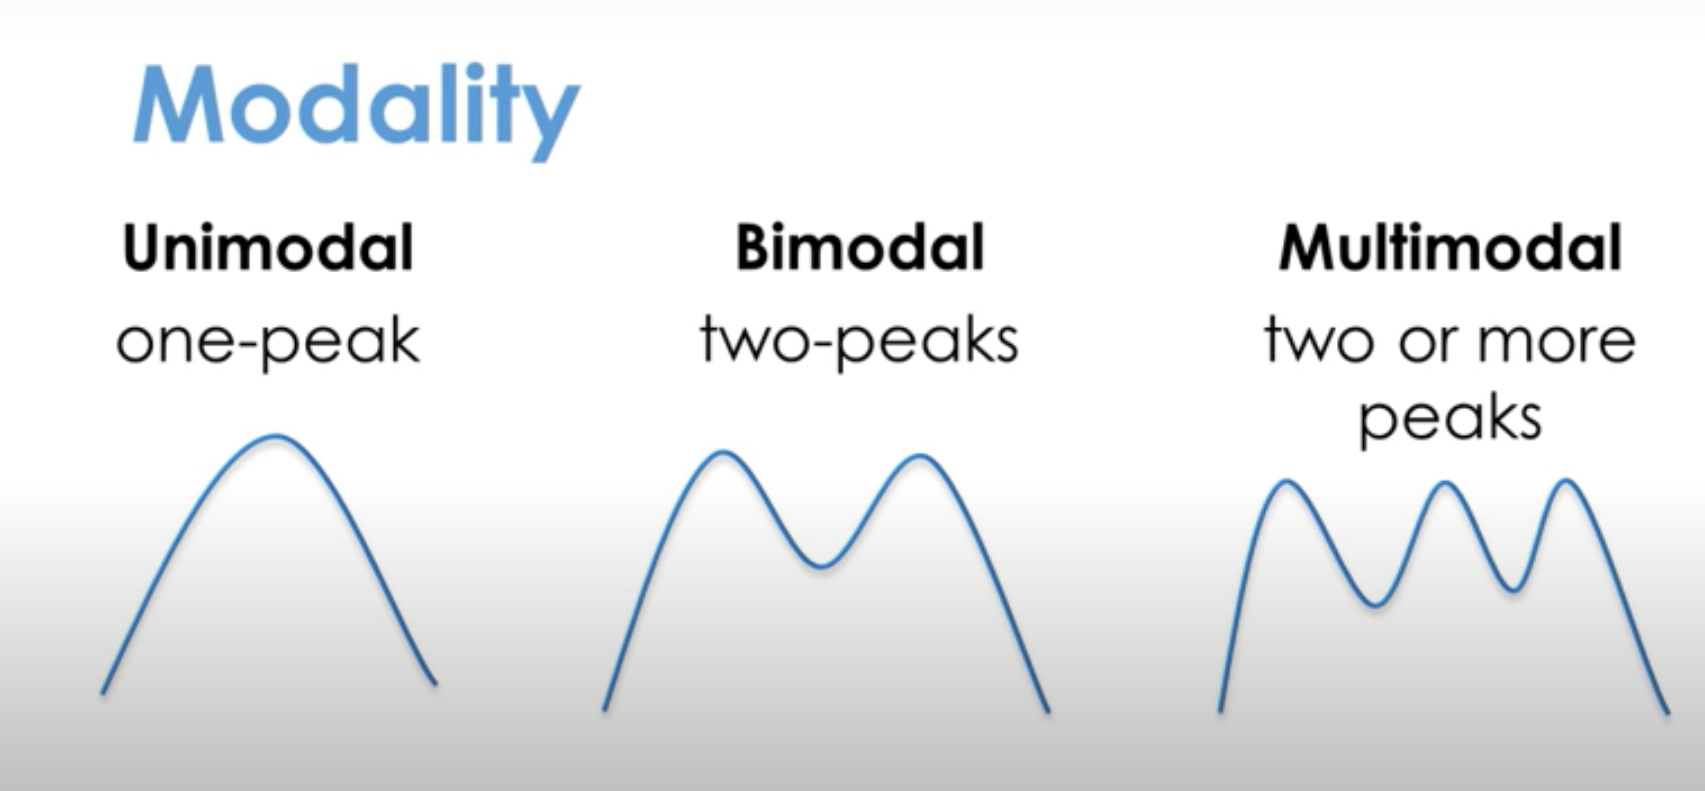 Modality
Unimodal
one-peak
Bimodal
two-peaks
Multimodal
two or more
peaks